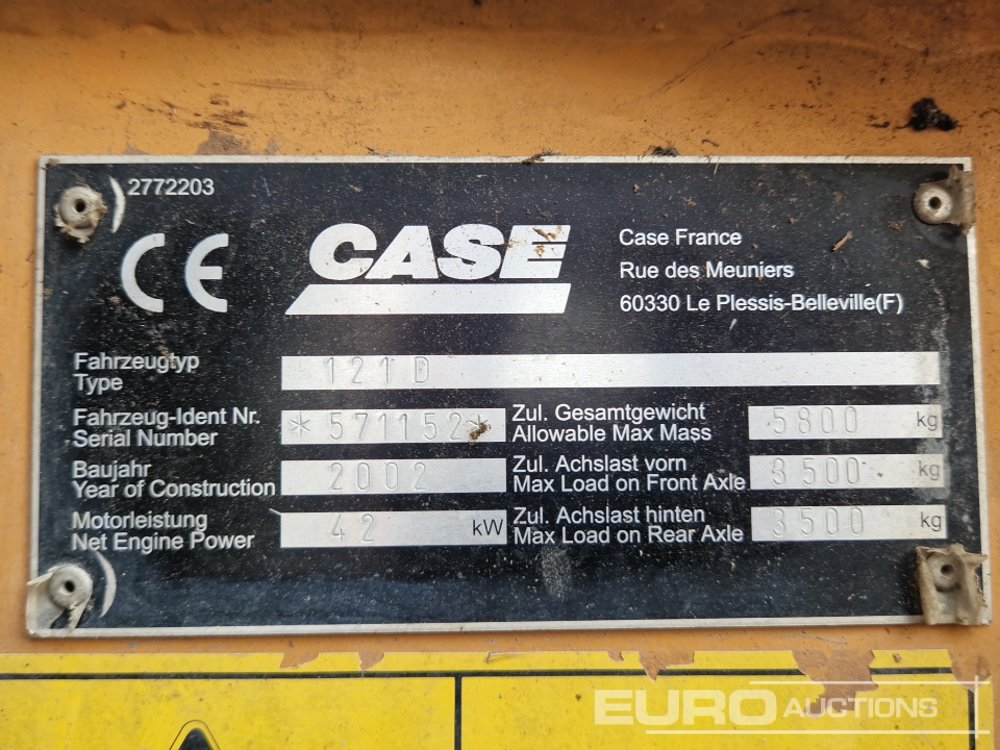 2772203
CE
CASE
Case France
Rue des Meuniers
60330 Le Plessis-Belleville(F)
Fahrzeugtyp
Type
121D
Fahrzeug-Ident Nr.
Serial Number
*571152*
Zul. Gesamtgewicht
Allowable Max Mass
5800 kg
Baujahr
Year of Construction
2002
Zul. Achslast vorn
Max Load on Front Axle
3500 kg
Motorleistung
Net Engine Power
42 kW
Zul. Achslast hinten
Max Load on Rear Axle
3500 kg
EURO AUCTIONS